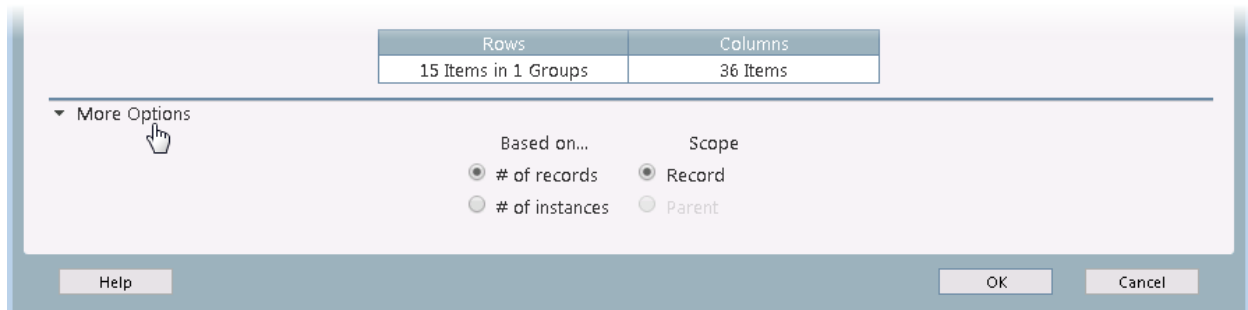 Rows Columns
15 Items in 1 Groups 36 Items
More Options
Based on... Scope
# of records Record
# of instances Parent
Help OK Cancel